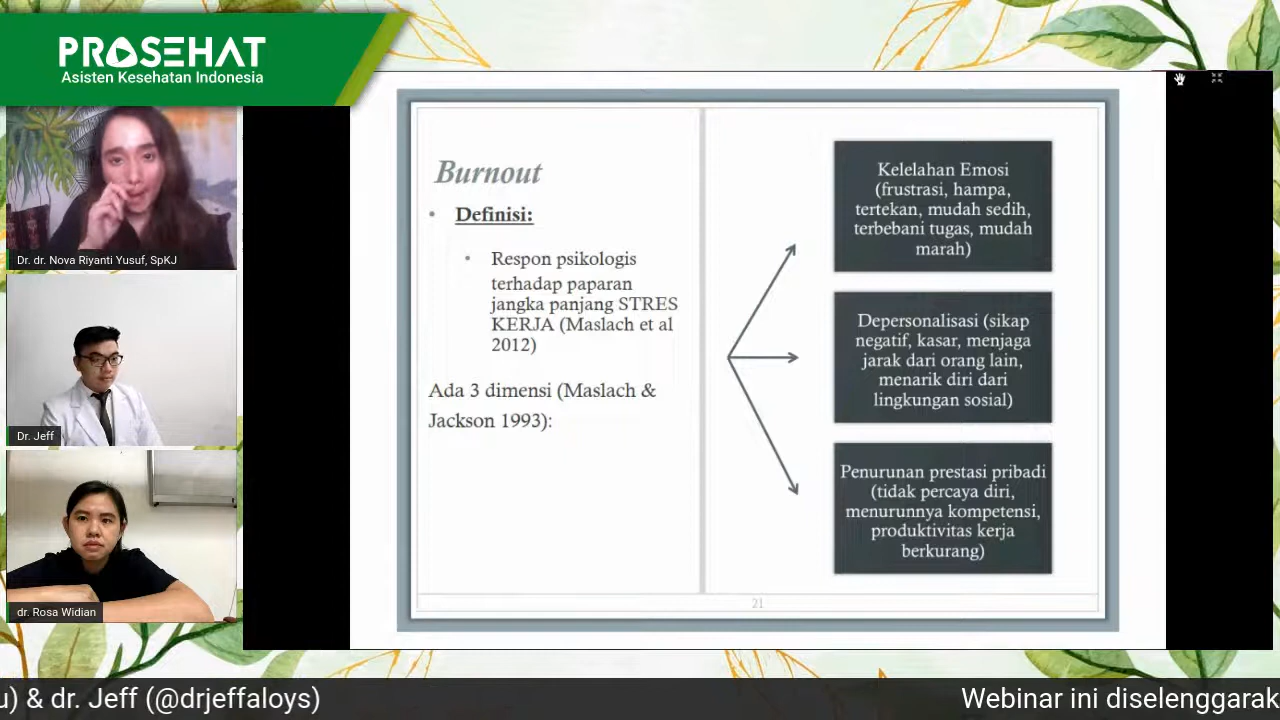 PROSEHAT
Asisten Kesehatan Indonesia
Dr. dr. Nova Riyanti Yusuf, SpKJ
Dr. Jeff
dr. Rosa Widian
Burnout
• Definisi:
• Respon psikologis
terhadap paparan
jangka panjang STRES
KERJA (Maslach et al
2012)
Ada 3 dimensi (Maslach &
Jackson 1993):
Kelelahan Emosi
(frustrasi, hampa,
tertekan, mudah sedih,
terbebani tugas, mudah
marah)
Depersonalisasi (sikap
negatif, kasar, menjaga
jarak dari orang lain,
menarik diri dari
lingkungan sosial)
Penurunan prestasi pribadi
(tidak percaya diri,
menurunnya kompetensi,
produktivitas kerja
berkurang)
21
u) & dr. Jeff (@drjeffaloys)
Webinar ini diselenggarak